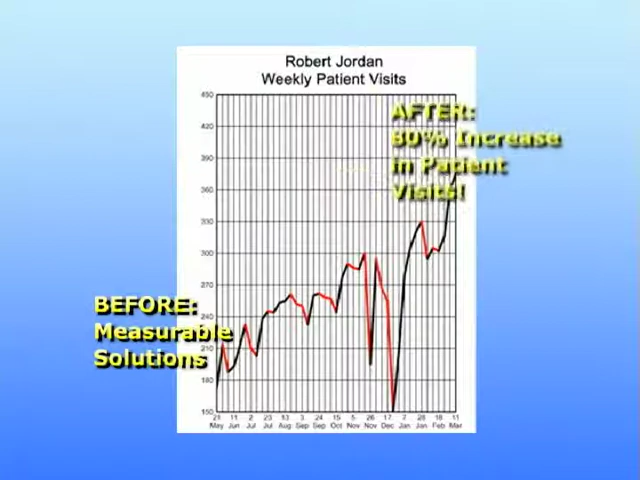 Robert Jordan
Weekly Patient Visits
AFTER:
80% Increase
in Patient
Visits!
BEFORE:
Measurable
Solutions
450
420
390
360
330
300
270
240
210
180
150
21 11 2 23 13 3 24 15 5 26 17 7 28 18 11
May Jun Jul Jul Aug Sep Sep Oct Nov Nov Dec Jan Jan Feb Mar